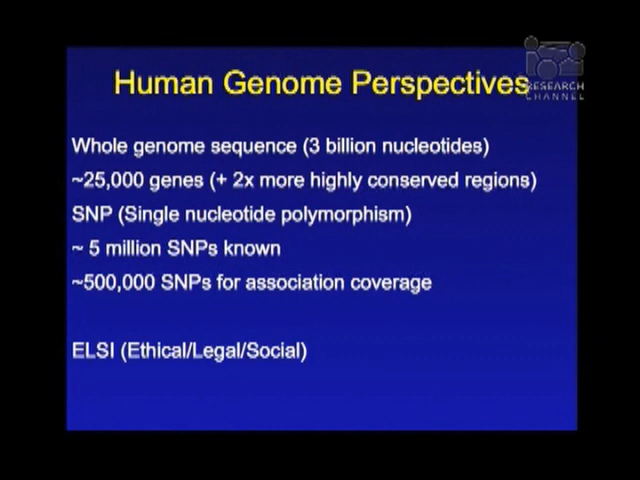 RESEARCH
CHANNEL
Human Genome Perspectives
Whole genome sequence (3 billion nucleotides)
~25,000 genes (+ 2x more highly conserved regions)
SNP (Single nucleotide polymorphism)
~ 5 million SNPs known
~500,000 SNPs for association coverage
ELSI (Ethical/Legal/Social)